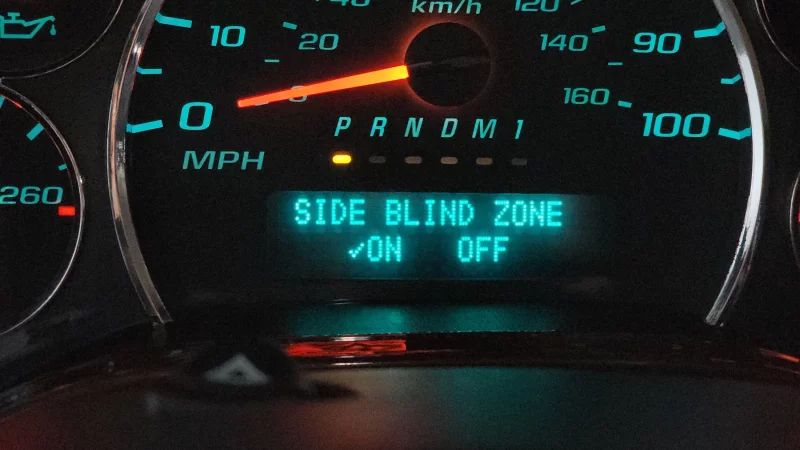 km/h
120
10
20
140
90
0
160
100
P R N D M 1
MPH
260
SIDE BLIND ZONE
✓ON OFF